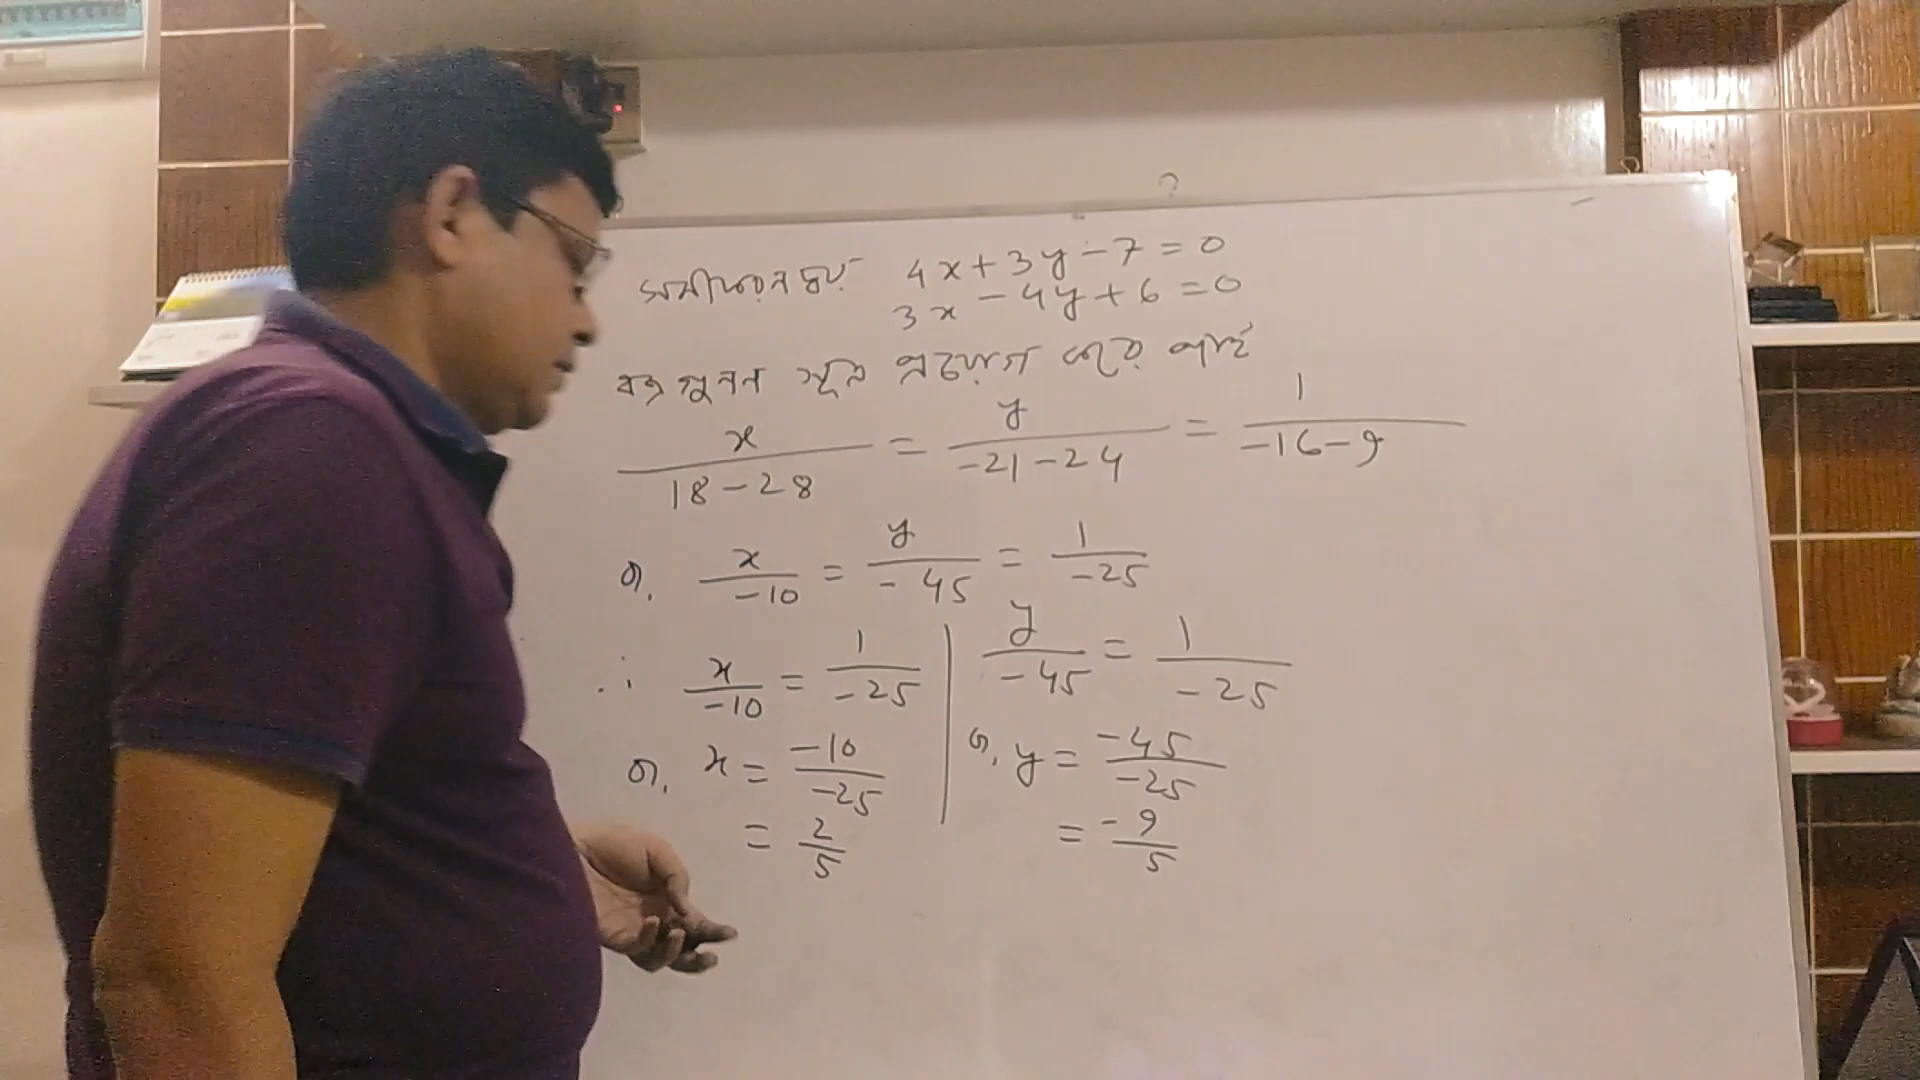 সমীকরণদ্বয় 4x+3y-7=0
3x-4y+6=0
বজ্রগুনন সূত্র প্রয়োগ করে পাই
x/(18-28) = y/(-21-24) = 1/(-16-9)
বা, x/-10 = y/-45 = 1/-25
∴ x/-10 = 1/-25 | y/-45 = 1/-25
বা, x = -10/-25 | বা, y = -45/-25
= 2/5 | = -9/5